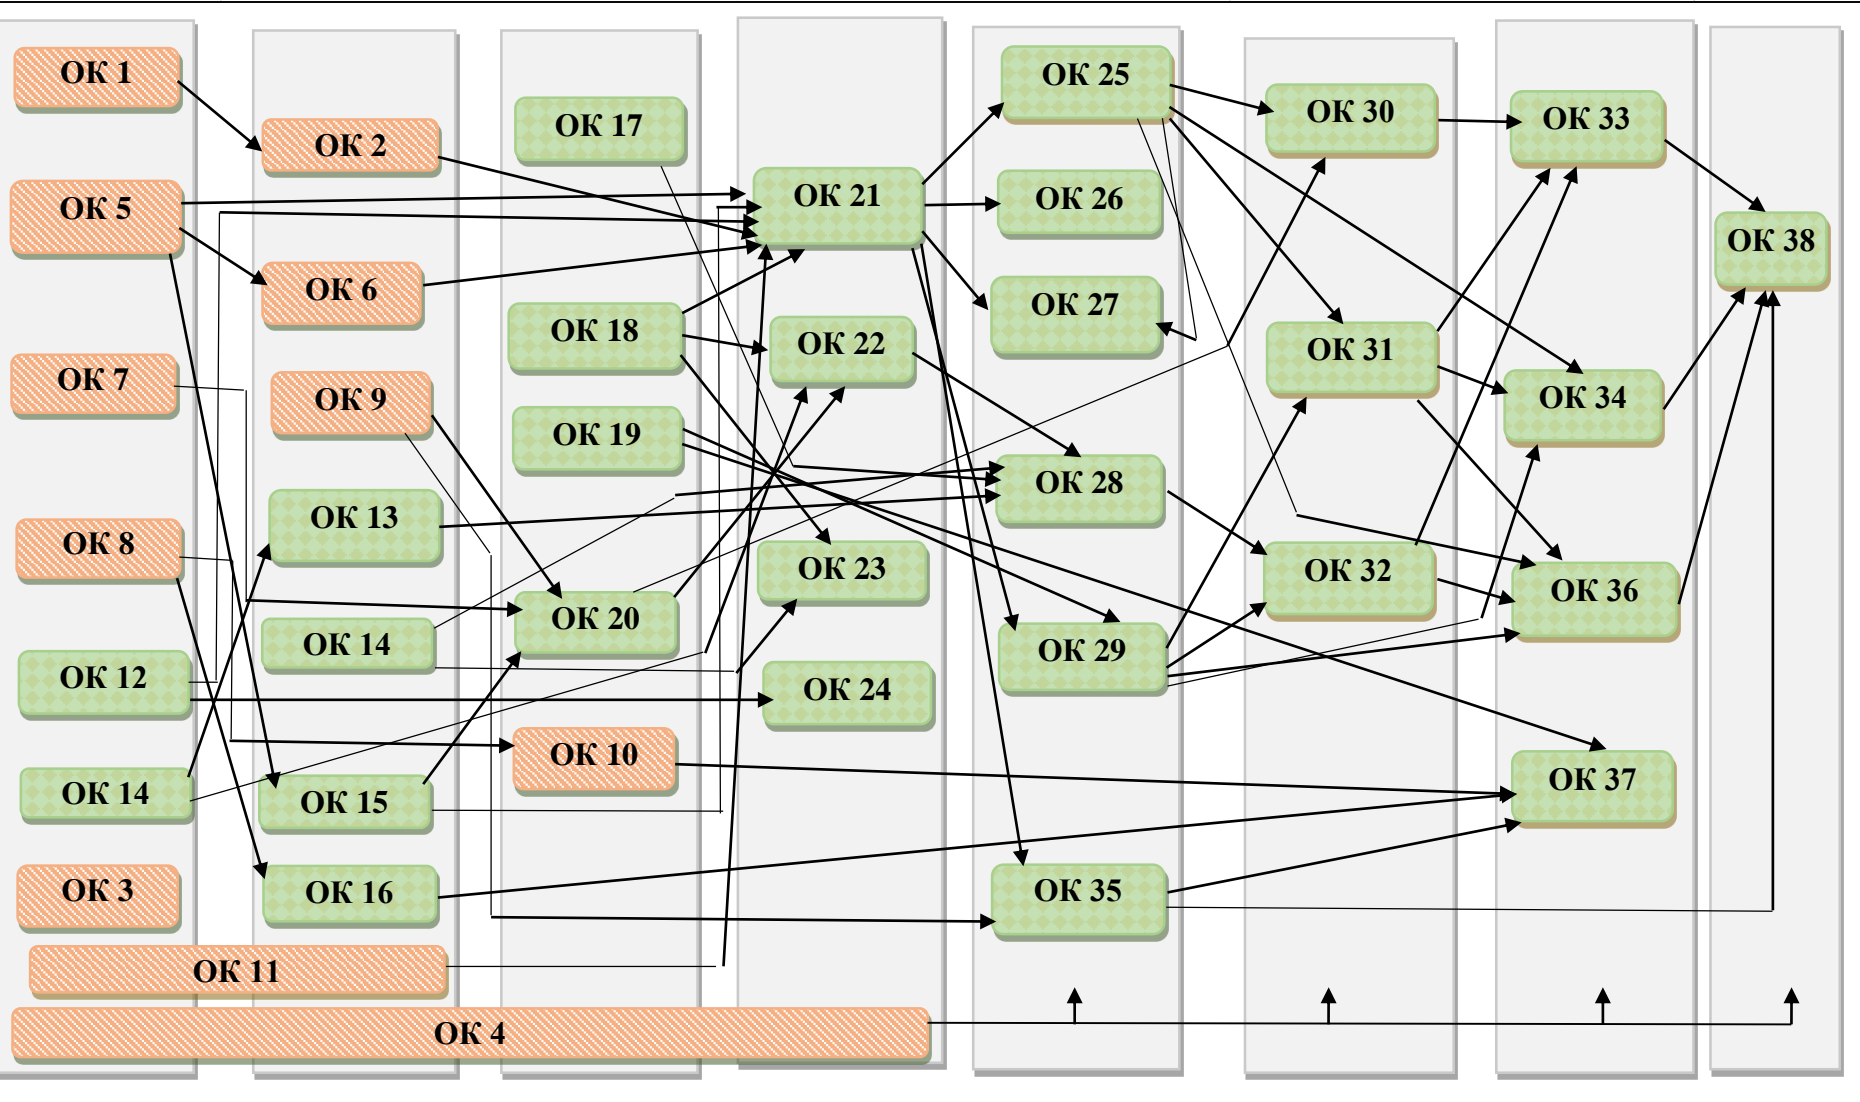 ОК 1
ОК 5
ОК 7
ОК 8
ОК 12
ОК 14
ОК 3
ОК 11
ОК 4
ОК 2
ОК 6
ОК 9
ОК 13
ОК 14
ОК 15
ОК 16
ОК 17
ОК 18
ОК 19
ОК 20
ОК 10
ОК 21
ОК 22
ОК 23
ОК 24
ОК 25
ОК 26
ОК 27
ОК 28
ОК 29
ОК 35
ОК 30
ОК 31
ОК 32
ОК 33
ОК 34
ОК 36
ОК 37
ОК 38